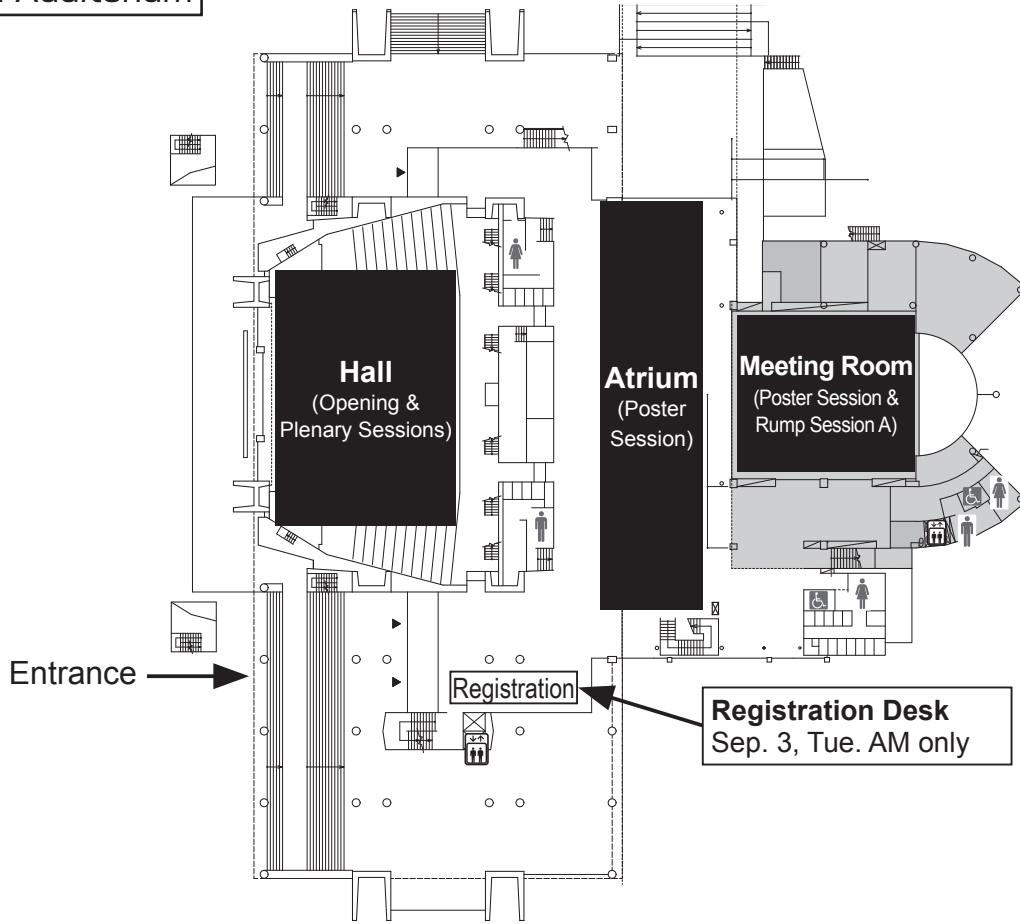 Auditorium
Hall
(Opening &
Plenary Sessions)
Atrium
(Poster
Session)
Meeting Room
(Poster Session &
Rump Session A)
Entrance
Registration
Registration Desk
Sep. 3, Tue. AM only